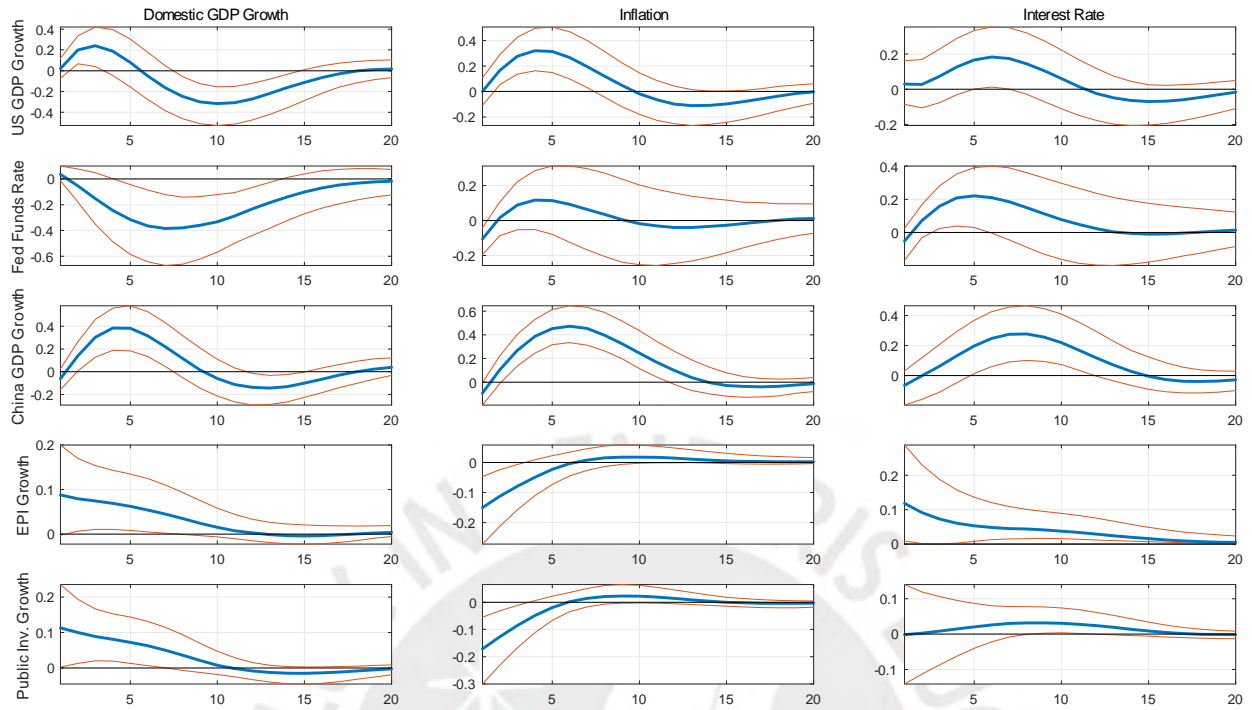 Domestic GDP Growth Inflation Interest Rate
US GDP Growth
0.4 0.2 0 -0.2 -0.4
0.4 0.2 0 -0.2
0.2 0 -0.2
5 10 15 20 5 10 15 20 5 10 15 20
Fed Funds Rate
0 -0.2 -0.4 -0.6
0.2 0 -0.2
0.4 0.2 0
5 10 15 20 5 10 15 20 5 10 15 20
China GDP Growth
0.4 0.2 0 -0.2
0.6 0.4 0.2 0
0.4 0.2 0
5 10 15 20 5 10 15 20 5 10 15 20
EPI Growth
0.2 0.1 0
0 -0.1 -0.2
0.2 0.1 0
5 10 15 20 5 10 15 20 5 10 15 20
Public Inv. Growth
0.2 0.1 0
0 -0.1 -0.2 -0.3
0.1 0 -0.1
5 10 15 20 5 10 15 20 5 10 15 20